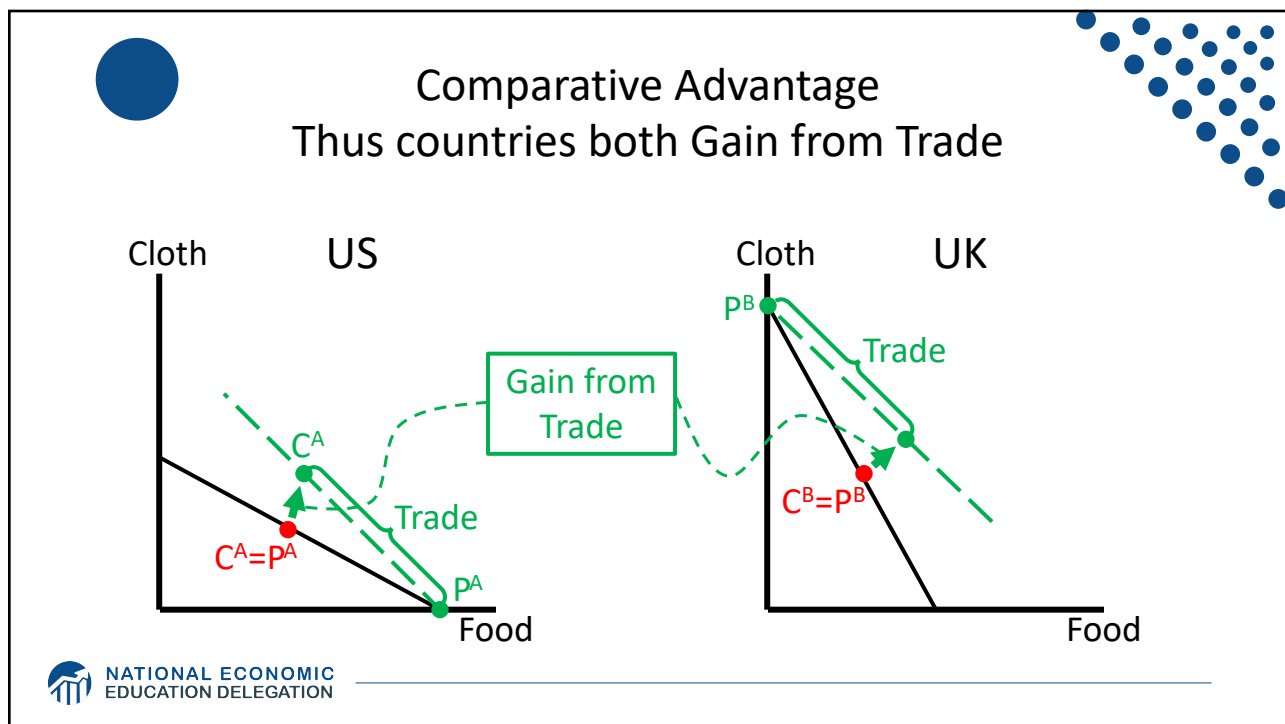 Comparative Advantage
Thus countries both Gain from Trade
Cloth
US
Gain from
Trade
C^A
Trade
C^A=P^A
P^A
Food
Cloth
UK
P^B
Trade
C^B=P^B
Food
NATIONAL ECONOMIC
EDUCATION DELEGATION